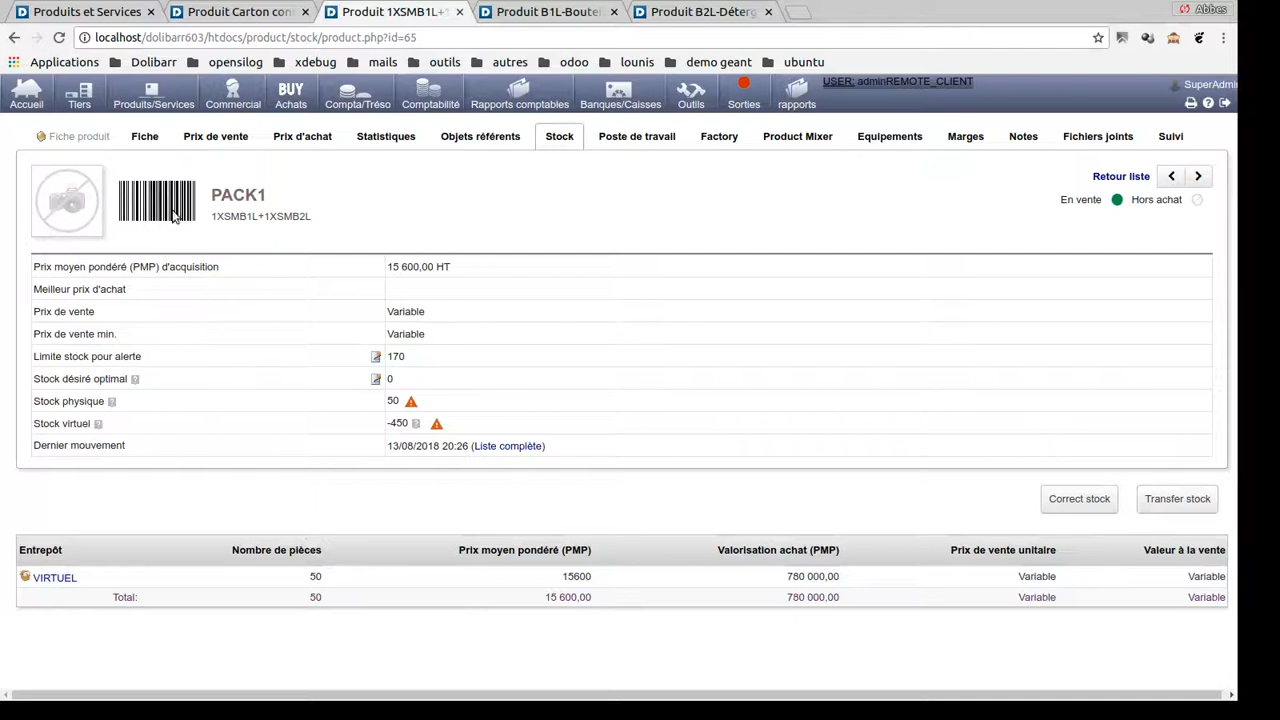 Produits et Services
Produit Carton con
Produit 1XSMB1L+
Produit B1L-Boutei
Produit B2L-Déterg
Abbes
localhost/dolibarr603/htdocs/product/stock/product.php?id=65
Applications Dolibarr opensilog xdebug mails outils autres odoo lounis demo geant ubuntu
Accueil Tiers Produits/Services Commercial BUY Achats Compta/Tréso Comptabilité Rapports comptables Banques/Caisses Outils Sorties rapports
USER: adminREMOTE_CLIENT
SuperAdmin
Fiche produit Fiche Prix de vente Prix d'achat Statistiques Objets référents Stock Poste de travail Factory Product Mixer Equipements Marges Notes Fichiers joints Suivi
PACK1
1XSMB1L+1XSMB2L
Retour liste
En vente Hors achat
Prix moyen pondéré (PMP) d'acquisition 15 600,00 HT
Meilleur prix d'achat
Prix de vente Variable
Prix de vente min. Variable
Limite stock pour alerte 170
Stock désiré optimal 0
Stock physique 50
Stock virtuel -450
Dernier mouvement 13/08/2018 20:26 (Liste complète)
Correct stock Transfer stock
Entrepôt Nombre de pièces Prix moyen pondéré (PMP) Valorisation achat (PMP) Prix de vente unitaire Valeur à la vente
VIRTUEL 50 15600 780 000,00 Variable Variable
Total: 50 15 600,00 780 000,00 Variable Variable